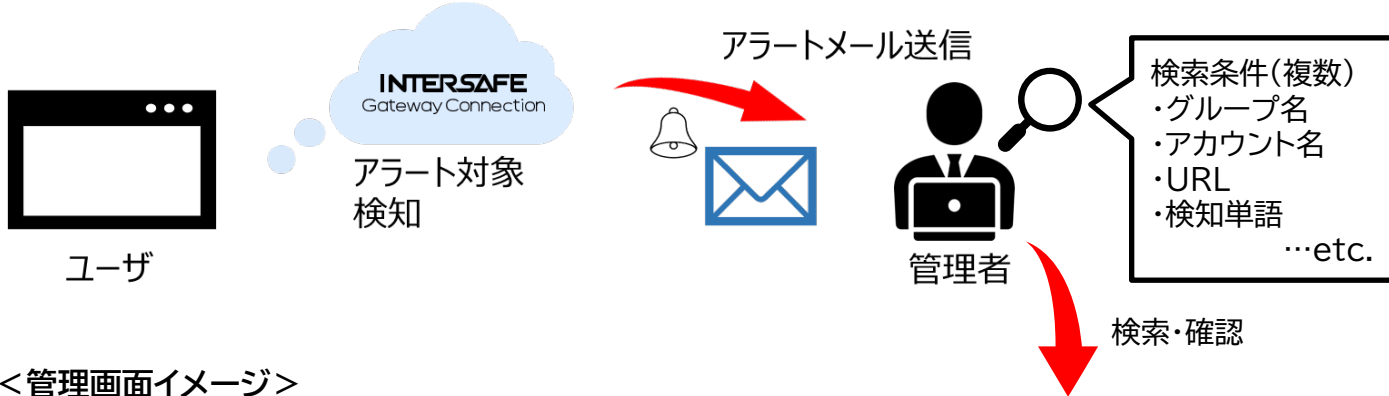 アラートメール送信
INTERSAFE
Gateway Connection
アラート対象
検知
ユーザ
管理者
検索条件(複数)
・グループ名
・アカウント名
・URL
・検知単語
…etc.
検索・確認
<管理画面イメージ>